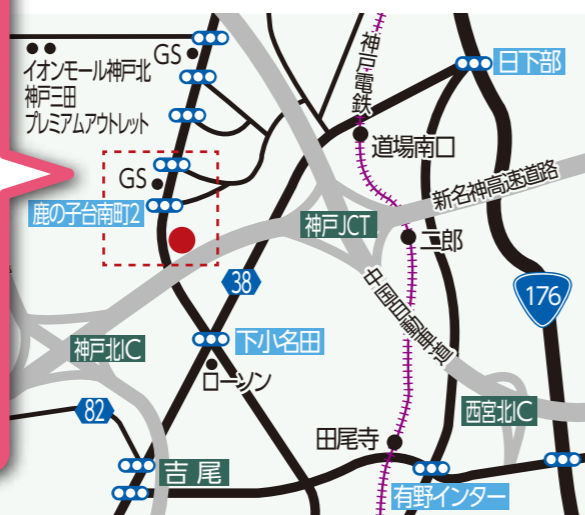 GS
イオンモール神戸北
神戸三田
プレミアムアウトレット
神戸電鉄
日下部
道場南口
GS
鹿の子台南町2
神戸JCT
新名神高速道路
二郎
38
176
中国自動車道
神戸北IC
下小名田
ローソン
82
西宮北IC
田尾寺
吉尾
有野インター